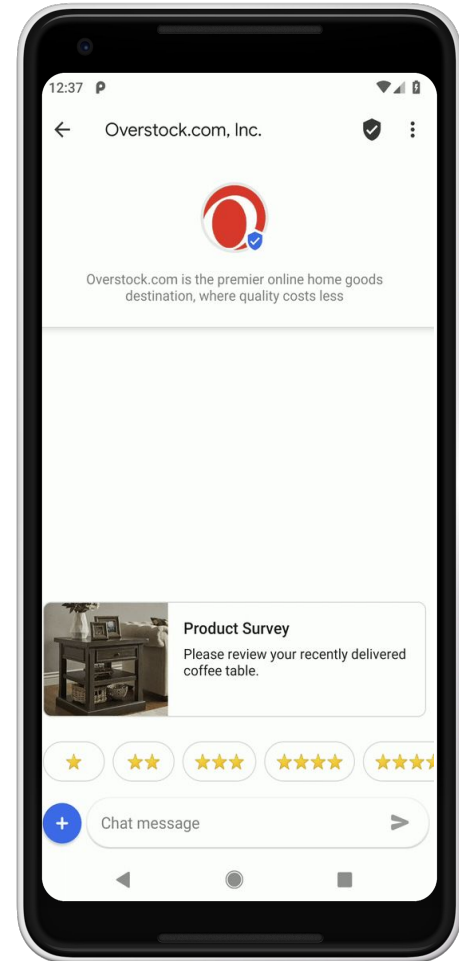 12:37
Overstock.com, Inc.
Overstock.com is the premier online home goods
destination, where quality costs less
Product Survey
Please review your recently delivered
coffee table.
Chat message